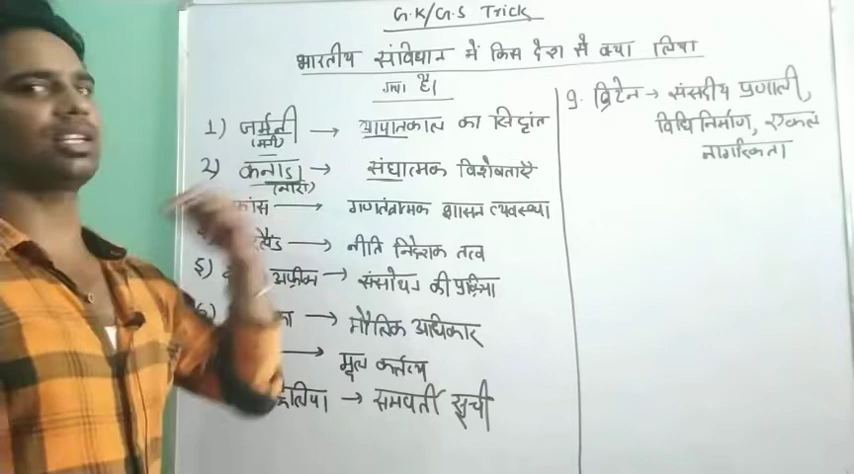 G.K/G.S Trick
भारतीय संविधान में किस देश से क्या लिया
गया है।
1) जर्मनी → आपातकाल का सिद्धांत
2) कनाडा → संघात्मक विशेषताएँ
→ गणतंत्रात्मक शासन व्यवस्था
→ नीति निर्देशक तत्व
5) अफ्रीका → संसोधन की प्रक्रिया
6) → मौलिक अधिकार
→ मूल कर्तव्य
→ समवर्ती सूची
9. ब्रिटेन → संसदीय प्रणाली,
विधि निर्माण, एकल
नागरिकता